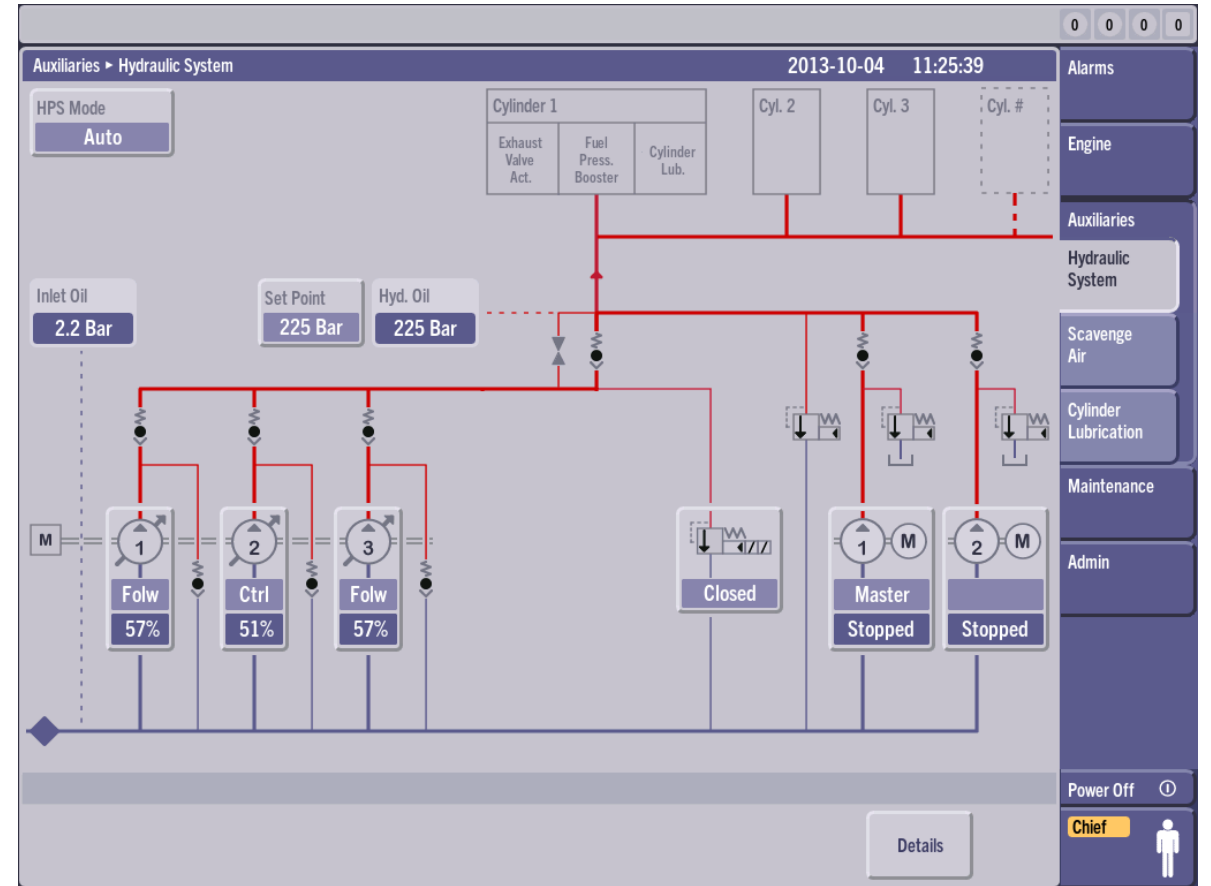 0 0 0 0
Auxiliaries ► Hydraulic System
2013-10-04 11:25:39
Alarms
HPS Mode
Auto
Cylinder 1
Exhaust
Valve
Act.
Fuel
Press.
Booster
Cylinder
Lub.
Cyl. 2
Cyl. 3
Cyl. #
Engine
Auxiliaries
Hydraulic
System
Inlet Oil
2.2 Bar
Set Point
225 Bar
Hyd. Oil
225 Bar
Scavenge
Air
Cylinder
Lubrication
Maintenance
M
1
Folw
57%
2
Ctrl
51%
3
Folw
57%
Closed
1
M
Master
Stopped
2
M
Stopped
Admin
Power Off
Chief
Details